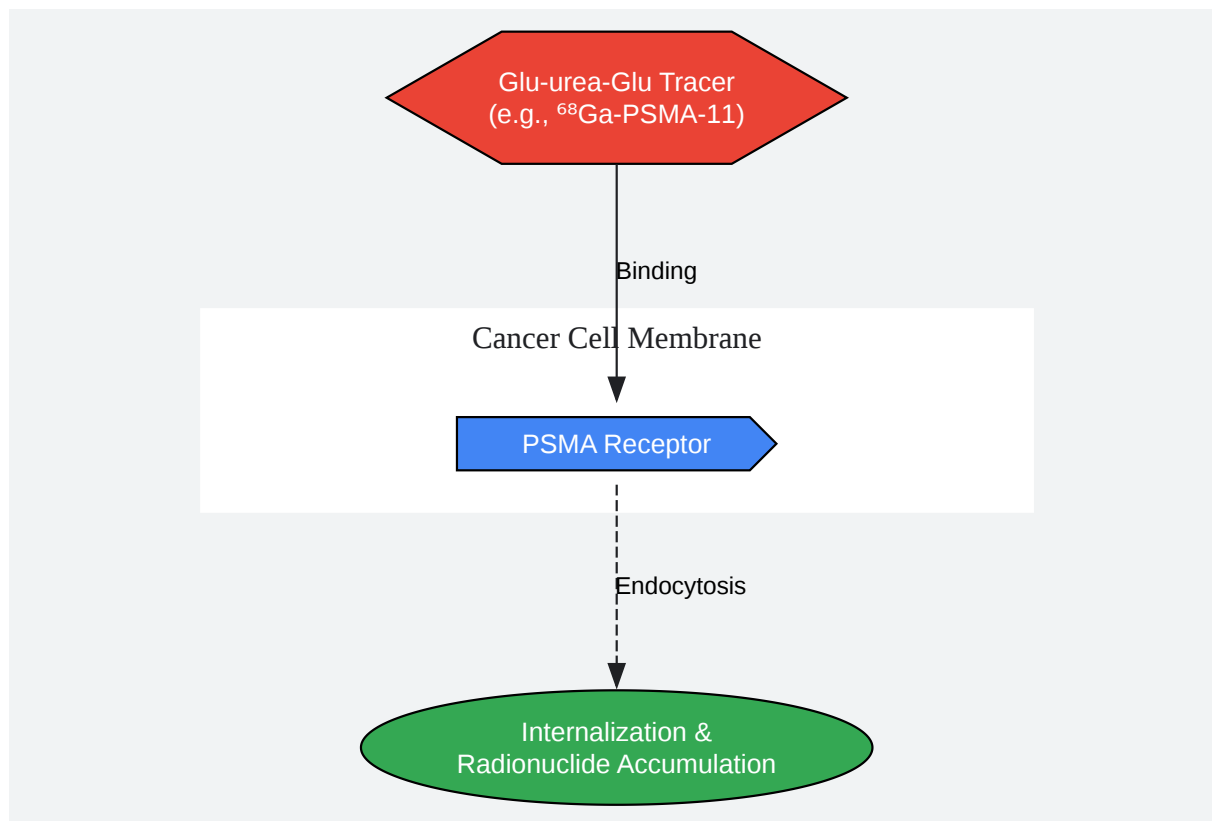 Glu-urea-Glu Tracer
(e.g., ⁶⁸Ga-PSMA-11)
Binding
Cancer Cell Membrane
PSMA Receptor
Endocytosis
Internalization &
Radionuclide Accumulation